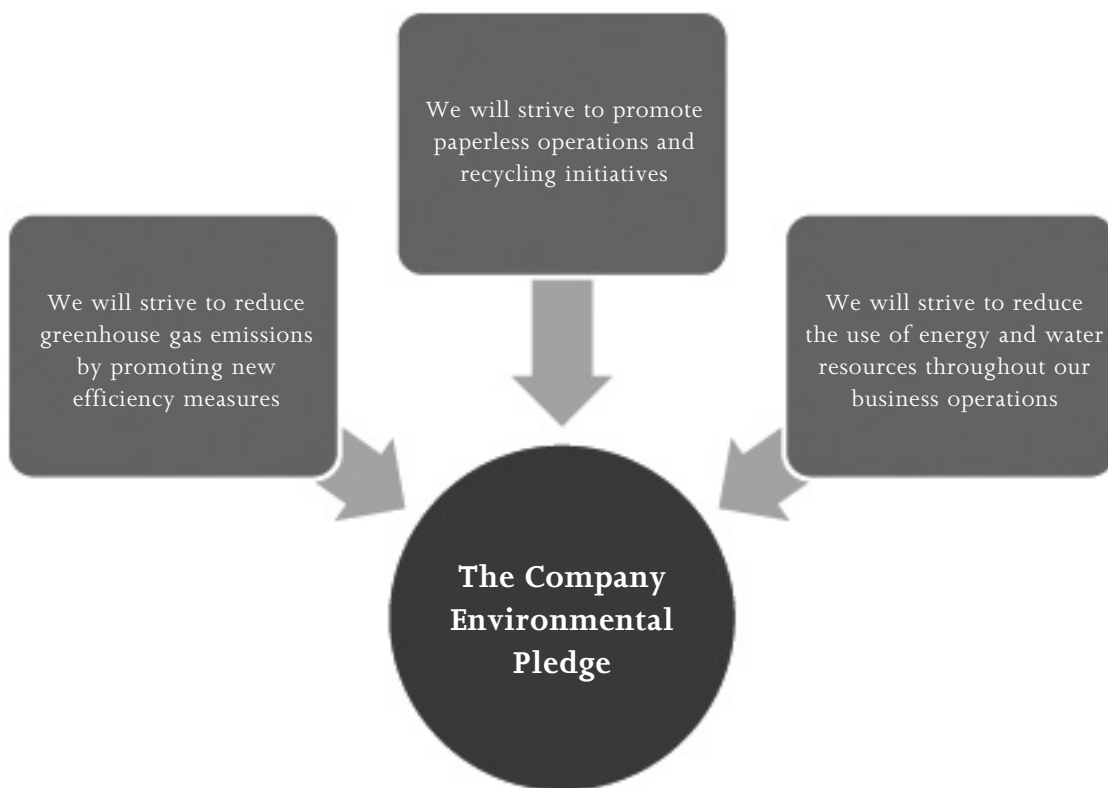 We will strive to promote
paperless operations and
recycling initiatives
We will strive to reduce
greenhouse gas emissions
by promoting new
efficiency measures
We will strive to reduce
the use of energy and water
resources throughout our
business operations
The Company
Environmental
Pledge